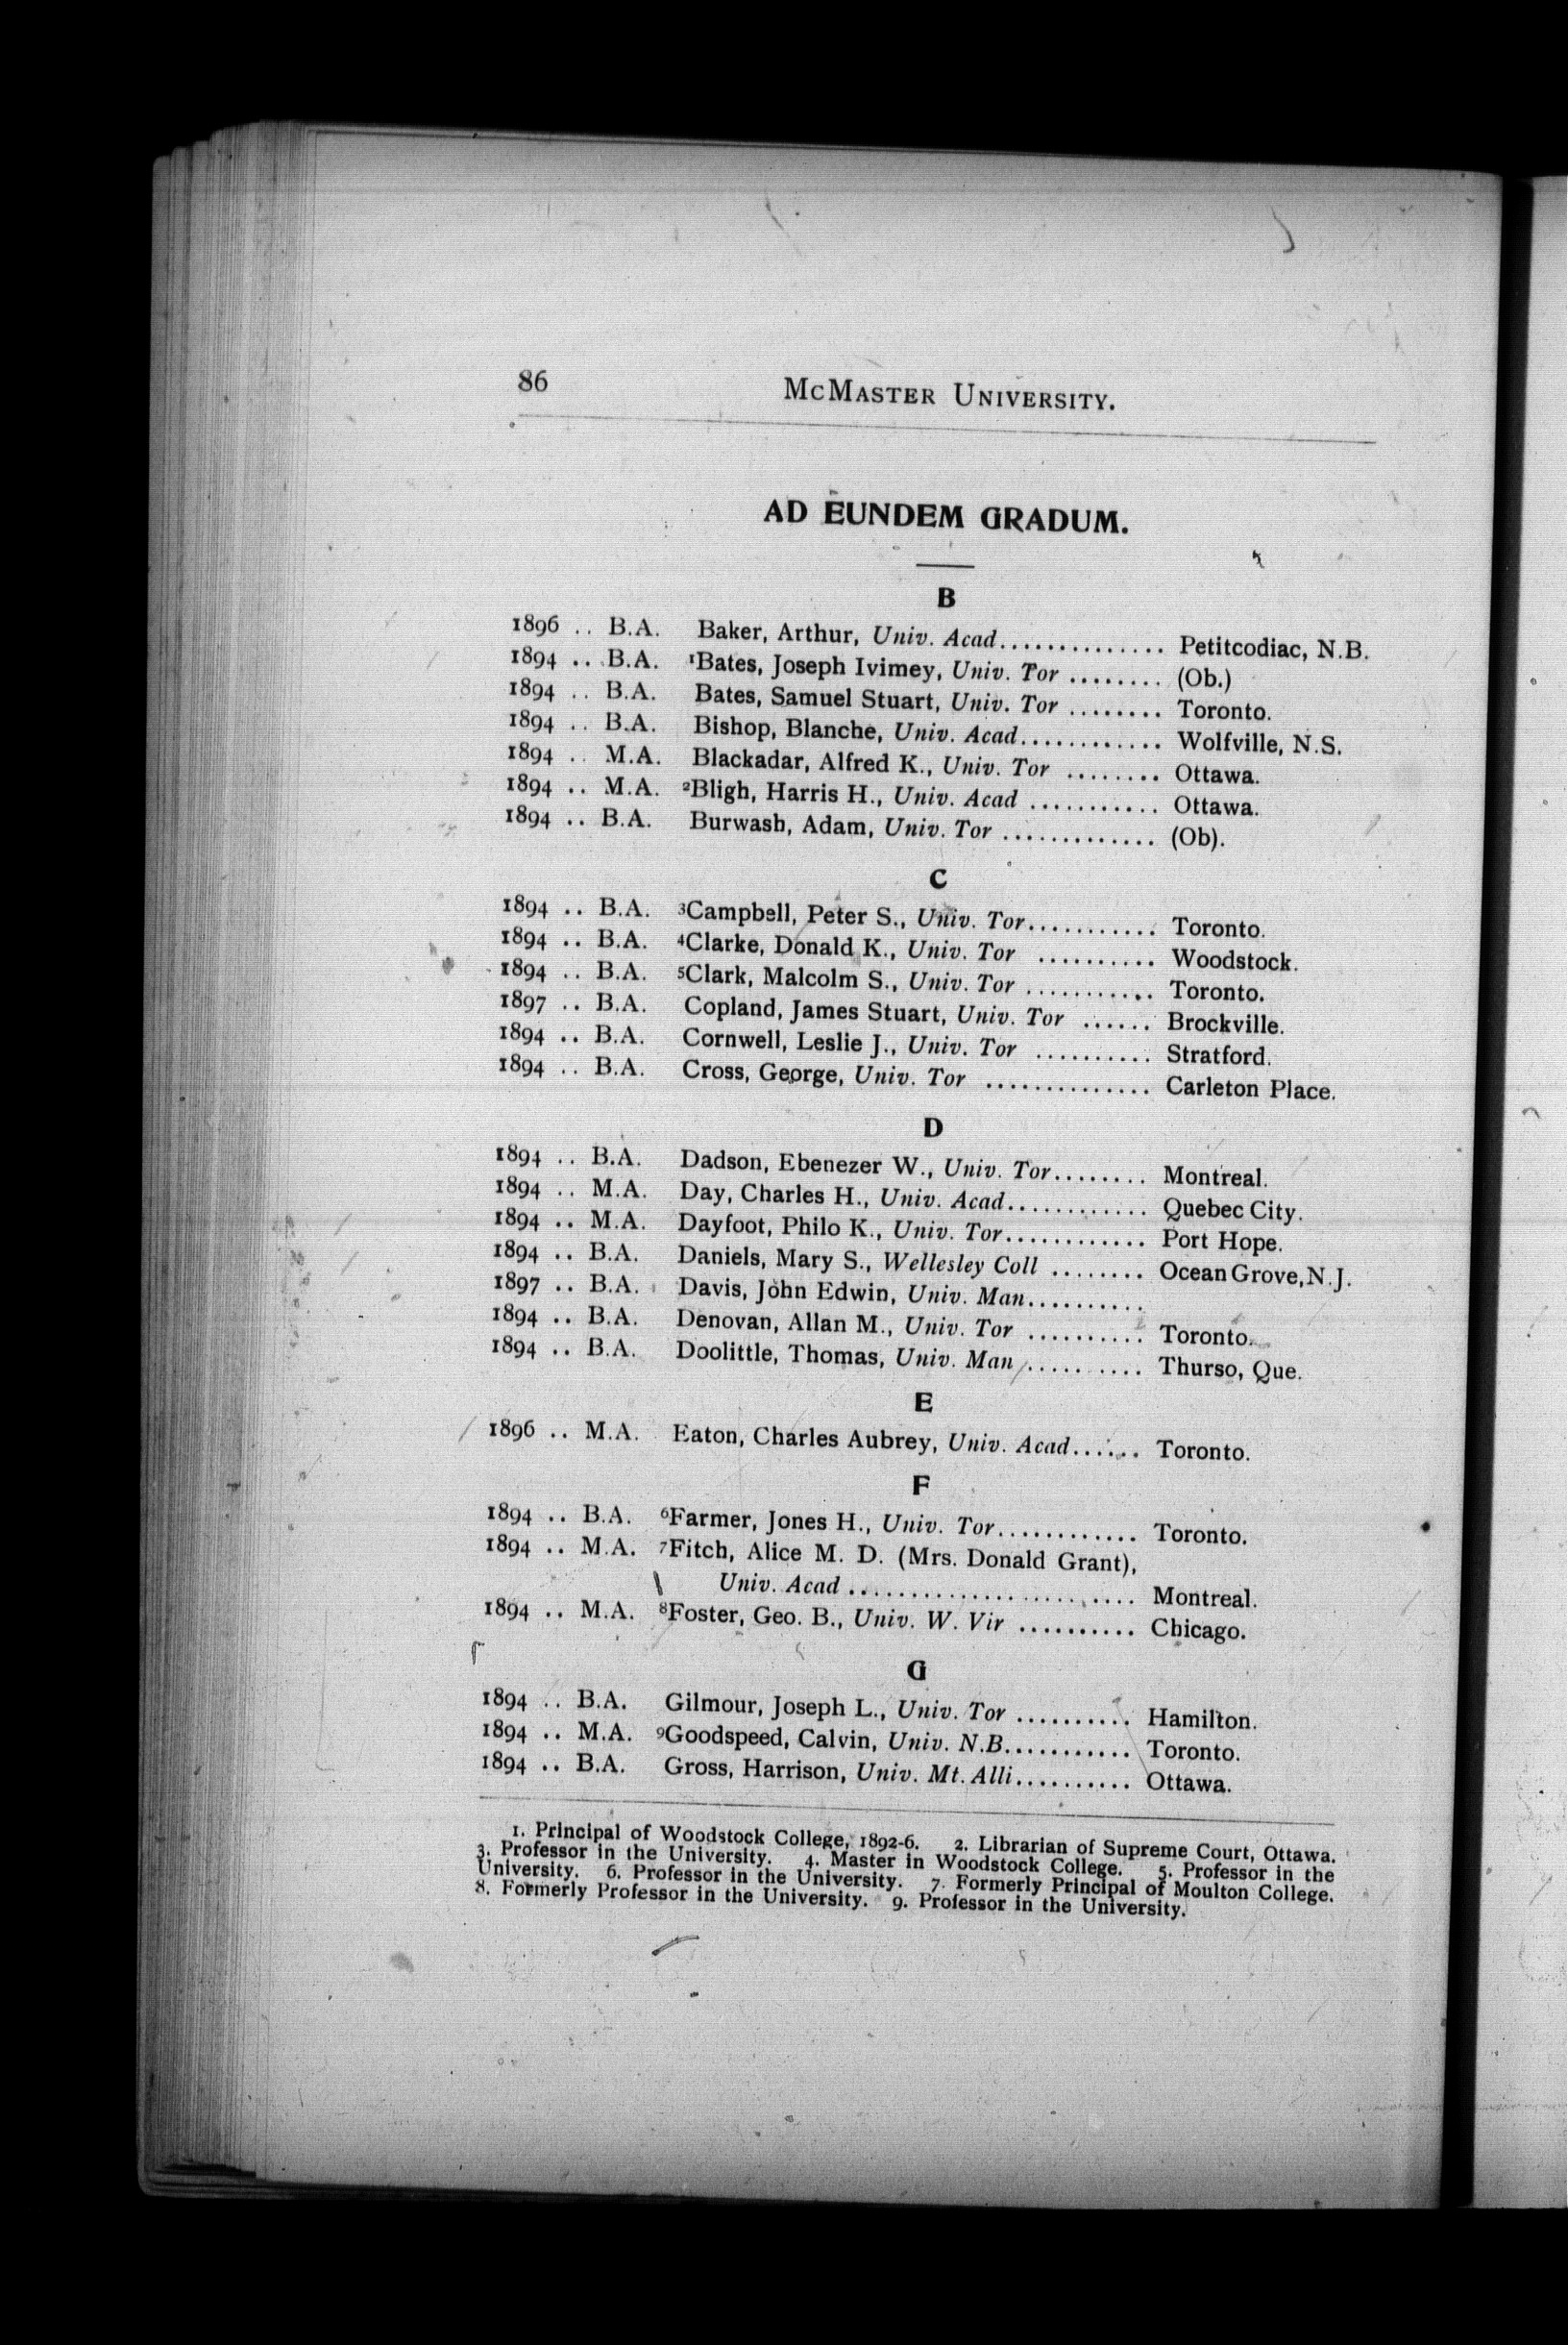 86
McMASTER UNIVERSITY.
AD EUNDEM GRADUM.
B
1896 .. B.A. Baker, Arthur, Univ. Acad.............. Petitcodiac, N.B.
1894 .. B.A. ¹Bates, Joseph Ivimey, Univ. Tor ........ (Ob.)
1894 .. B.A. Bates, Samuel Stuart, Univ. Tor ........ Toronto.
1894 .. B.A. Bishop, Blanche, Univ. Acad............ Wolfville, N.S.
1894 .. M.A. Blackadar, Alfred K., Univ. Tor ........ Ottawa.
1894 .. M.A. ²Bligh, Harris H., Univ. Acad ........... Ottawa.
1894 .. B.A. Burwash, Adam, Univ. Tor ............. (Ob).
C
1894 .. B.A. ³Campbell, Peter S., Univ. Tor........... Toronto.
1894 .. B.A. ⁴Clarke, Donald K., Univ. Tor .......... Woodstock.
1894 .. B.A. ⁵Clark, Malcolm S., Univ. Tor ........... Toronto.
1897 .. B.A. Copland, James Stuart, Univ. Tor ...... Brockville.
1894 .. B.A. Cornwell, Leslie J., Univ. Tor .......... Stratford.
1894 .. B.A. Cross, George, Univ. Tor .............. Carleton Place.
D
1894 .. B.A. Dadson, Ebenezer W., Univ. Tor........ Montreal.
1894 .. M.A. Day, Charles H., Univ. Acad............ Quebec City.
1894 .. M.A. Dayfoot, Philo K., Univ. Tor............ Port Hope.
1894 .. B.A. Daniels, Mary S., Wellesley Coll ........ Ocean Grove, N.J.
1897 .. B.A. Davis, John Edwin, Univ. Man..........
1894 .. B.A. Denovan, Allan M., Univ. Tor .......... Toronto.
1894 .. B.A. Doolittle, Thomas, Univ. Man .......... Thurso, Que.
E
1896 .. M.A. Eaton, Charles Aubrey, Univ. Acad...... Toronto.
F
1894 .. B.A. ⁶Farmer, Jones H., Univ. Tor............ Toronto.
1894 .. M.A. ⁷Fitch, Alice M. D. (Mrs. Donald Grant),
Univ. Acad ........................ Montreal.
1894 .. M.A. ⁸Foster, Geo. B., Univ. W. Vir .......... Chicago.
G
1894 .. B.A. Gilmour, Joseph L., Univ. Tor .......... Hamilton.
1894 .. M.A. ⁹Goodspeed, Calvin, Univ. N.B........... Toronto.
1894 .. B.A. Gross, Harrison, Univ. Mt. Alli.......... Ottawa.
1. Principal of Woodstock College, 1892-6. 2. Librarian of Supreme Court, Ottawa.
3. Professor in the University. 4. Master in Woodstock College. 5. Professor in the
University. 6. Professor in the University. 7. Formerly Principal of Moulton College.
8. Formerly Professor in the University. 9. Professor in the University.